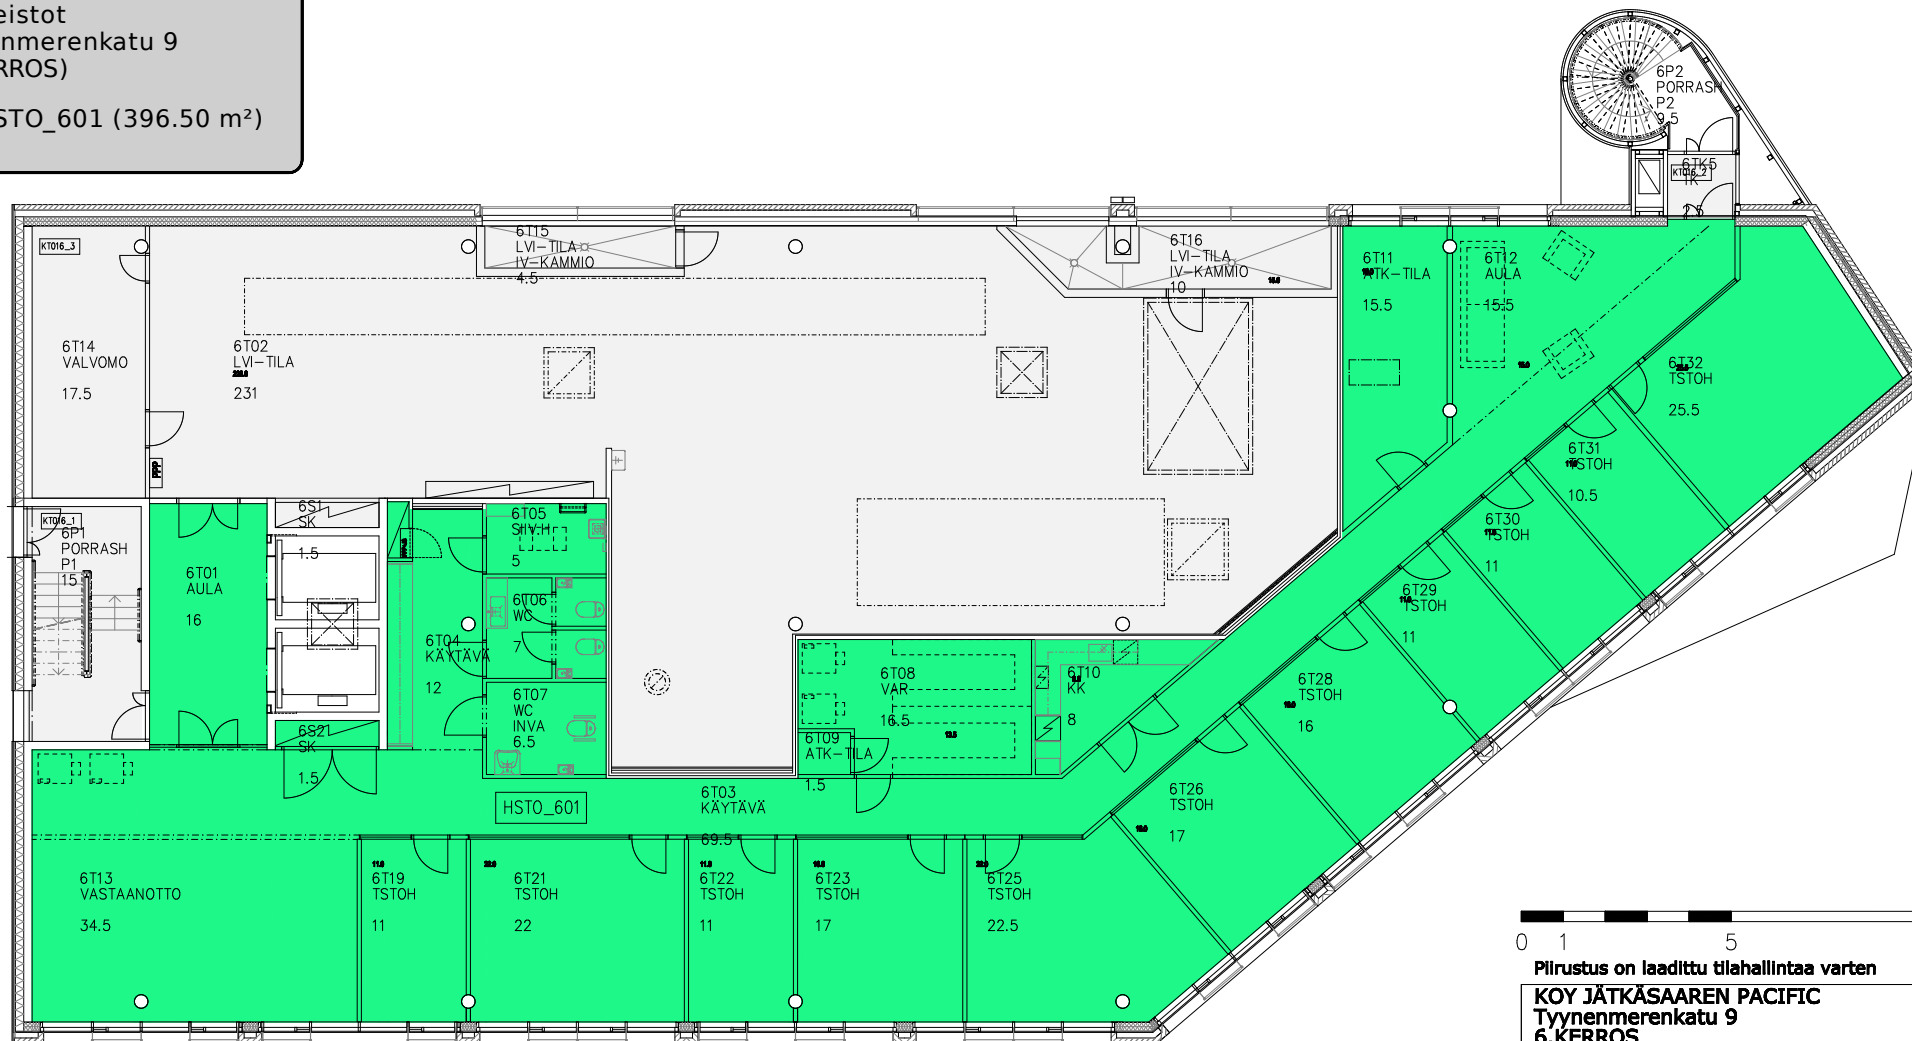 eistot
nmerenkatu 9
RROS)
STO_601 (396.50 m²)
6P2
PORRASH
P2
9.5
6TK5
TK
2.5
KT016_2
KT016_3
6T15
LVI-TILA
IV-KAMMIO
4.5
6T16
LVI-TILA
IV-KAMMIO
10
6T11
ATK-TILA
15.5
6T12
AULA
15.5
6T14
VALVOMO
17.5
6T02
LVI-TILA
231
6T32
TSTOH
25.5
6T31
TSTOH
10.5
PPP
6S1
SK
1.5
6T05
SIIV.H
5
KT016_1
6P1
PORRASH
P1
15
6T30
TSTOH
11
6T01
AULA
16
6T06
WC
7
6T29
TSTOH
11
6T04
KÄYTÄVÄ
12
6T08
VAR
16.5
6T10
KK
8
6T28
TSTOH
16
6T07
WC
INVA
6.5
6S2
SK
1.5
6T09
ATK-TILA
1.5
6T03
KÄYTÄVÄ
69.5
HSTO_601
6T26
TSTOH
17
6T13
VASTAANOTTO
34.5
6T19
TSTOH
11
6T21
TSTOH
22
6T22
TSTOH
11
6T23
TSTOH
17
6T25
TSTOH
22.5
0 1 5
Piirustus on laadittu tilahallintaa varten
KOY JÄTKÄSAAREN PACIFIC
Tyynenmerenkatu 9
6.KERROS